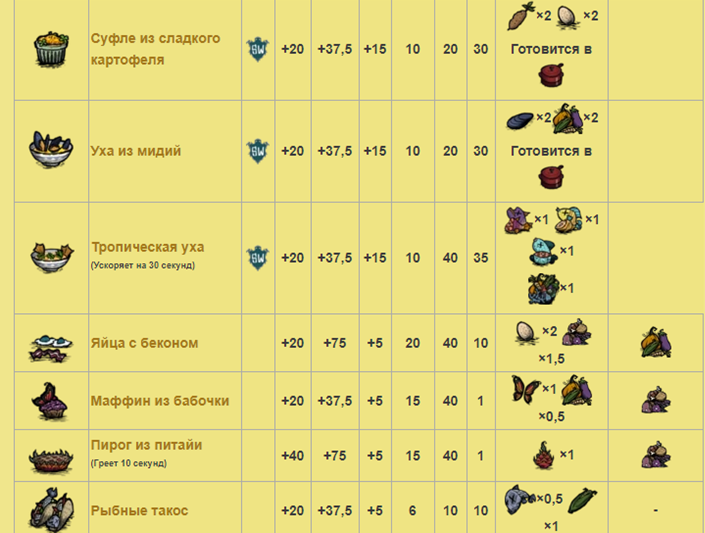 ×2 ×2
Суфле из сладкого
картофеля
SW +20 +37,5 +15 10 20 30
Готовится в
×2 ×2
Уха из мидий SW +20 +37,5 +15 10 20 30
Готовится в
×1 ×1
Тропическая уха
(Ускоряет на 30 секунд)
SW +20 +37,5 +15 10 40 35
×1
×1
Яйца с беконом +20 +75 +5 20 40 10
×2
×1,5
Маффин из бабочки +20 +37,5 +5 15 40 1
×1
×0,5
Пирог из питайи
(Греет 10 секунд)
+40 +75 +5 15 40 1 ×1
Рыбные такос +20 +37,5 +5 6 10 10
×0,5
×1
-